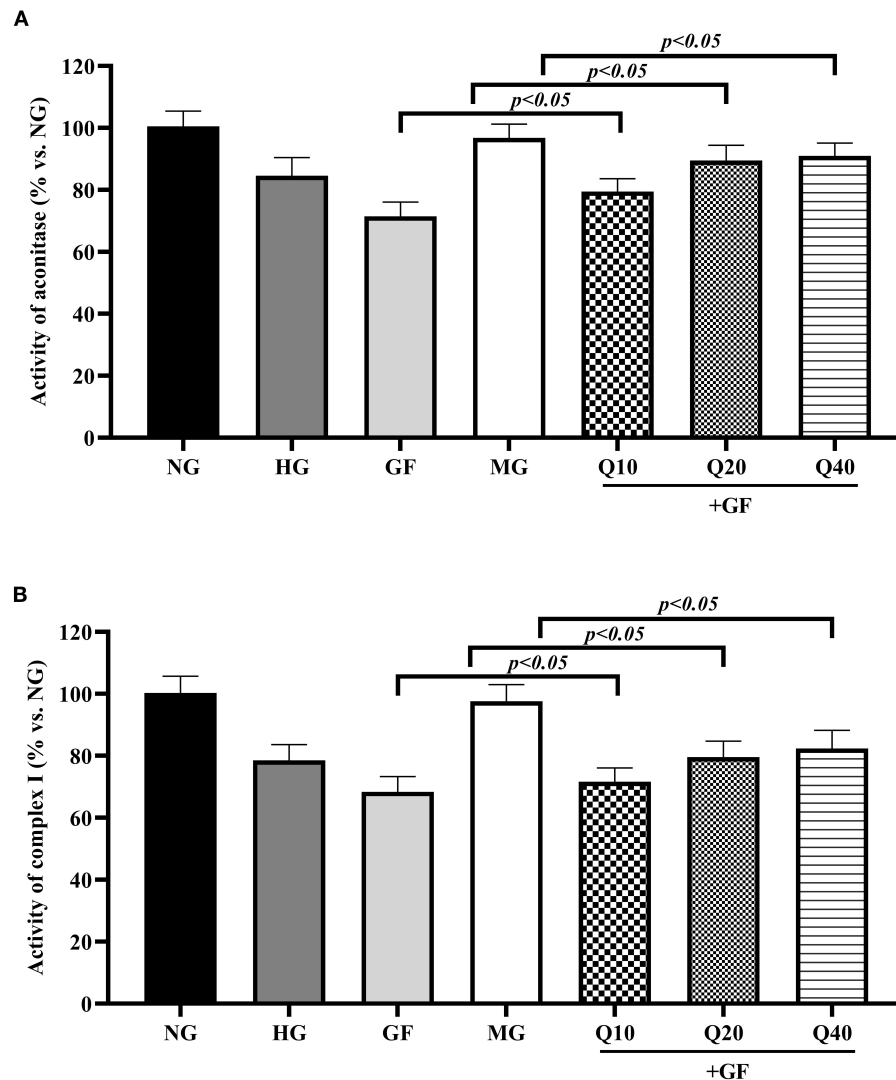 A
p<0.05
p<0.05
p<0.05
Activity of aconitase (% vs. NG)
120
100
80
60
40
20
0
NG HG GF MG Q10 Q20 Q40
+GF
B
p<0.05
p<0.05
p<0.05
Activity of complex I (% vs. NG)
120
100
80
60
40
20
0
NG HG GF MG Q10 Q20 Q40
+GF